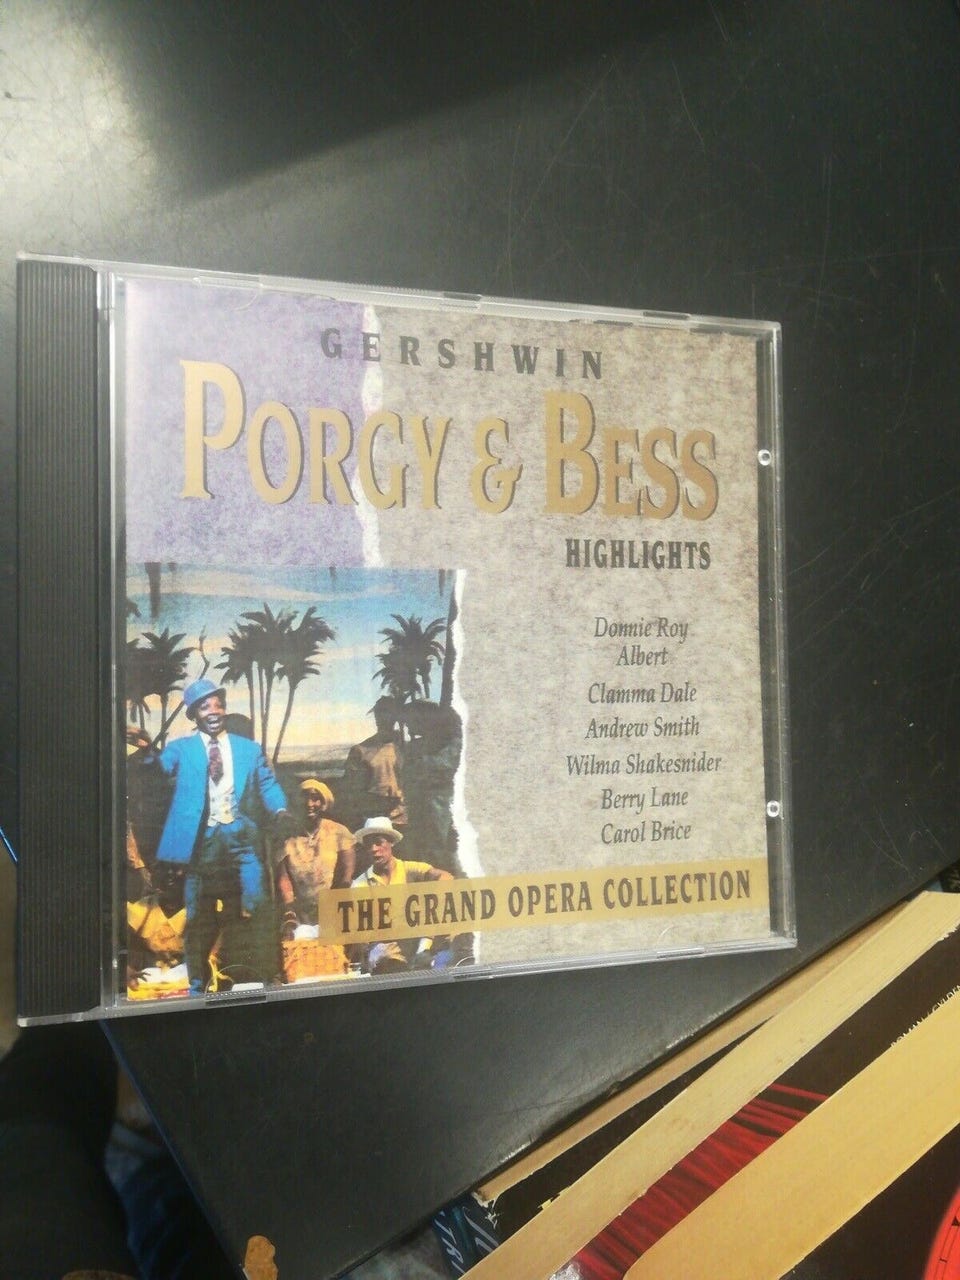 GERSHWIN
PORGY & BESS
HIGHLIGHTS
Donnie Roy
Albert
Clamma Dale
Andrew Smith
Wilma Shakesnider
Berry Lane
Carol Brice
THE GRAND OPERA COLLECTION